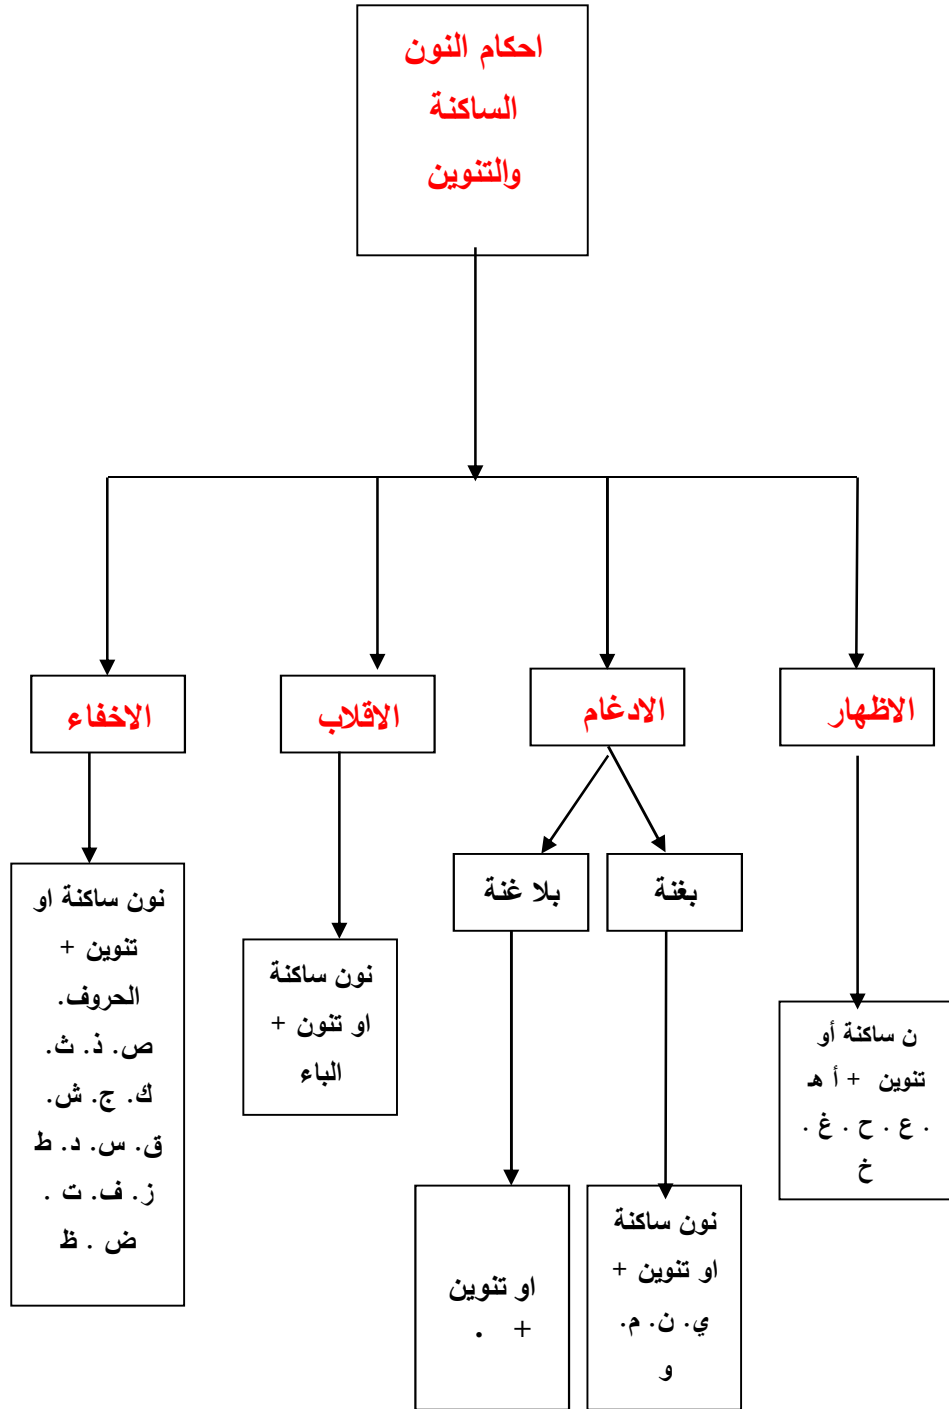 احكام النون
الساكنة
والتنوين
الاظهار
الادغام
الاقلاب
الاخفاء
بغنة
بلا غنة
ن ساكنة أو
تنوين + أ هـ
. ع . ح . غ .
خ
نون ساكنة
او تنوين +
ي. ن. م.
و
او تنوين
+ .
نون ساكنة
او تنون +
الباء
نون ساكنة او
تنوين +
الحروف.
ص. ذ. ث.
ك. ج. ش.
ق. س. د. ط
ز. ف. ت .
ض . ظ